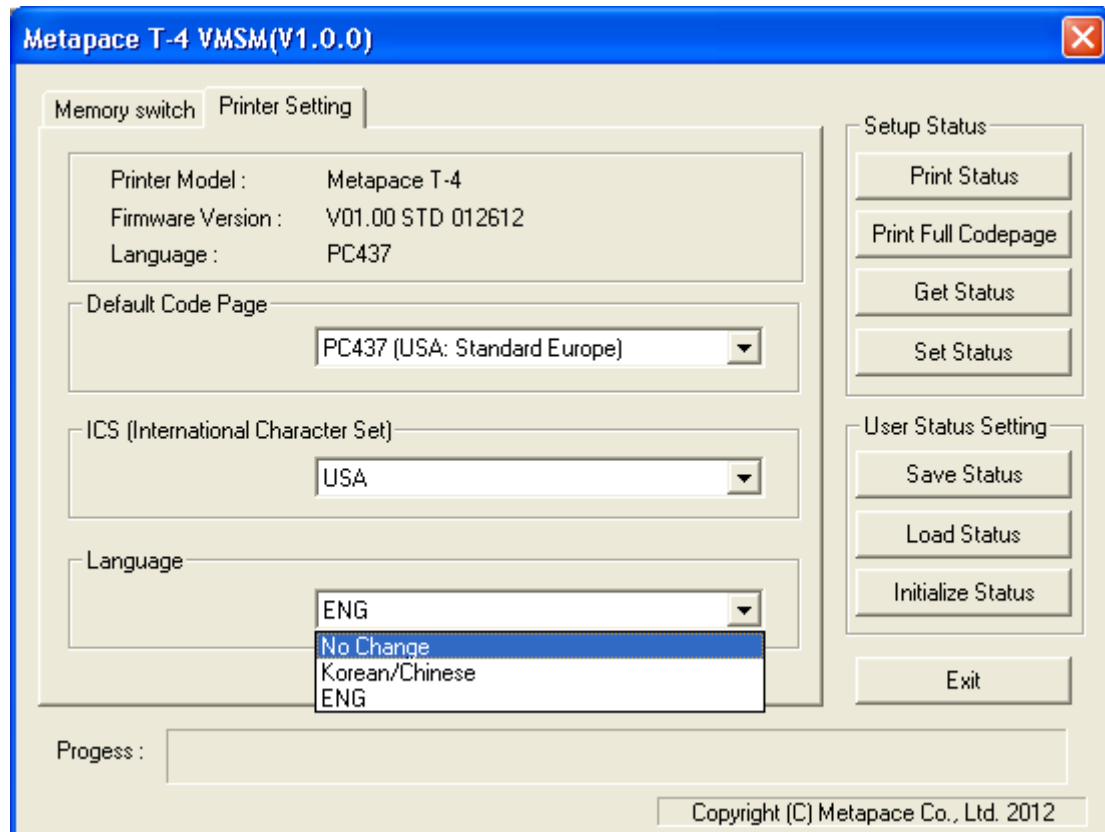 Metapace T-4 VMSM(V1.0.0)
Memory switch
Printer Setting
Printer Model : Metapace T-4
Firmware Version : V01.00 STD 012612
Language : PC437
Default Code Page
PC437 (USA: Standard Europe)
ICS (International Character Set)
USA
Language
ENG
No Change
Korean/Chinese
ENG
Setup Status
Print Status
Print Full Codepage
Get Status
Set Status
User Status Setting
Save Status
Load Status
Initialize Status
Exit
Progess :
Copyright (C) Metapace Co., Ltd. 2012